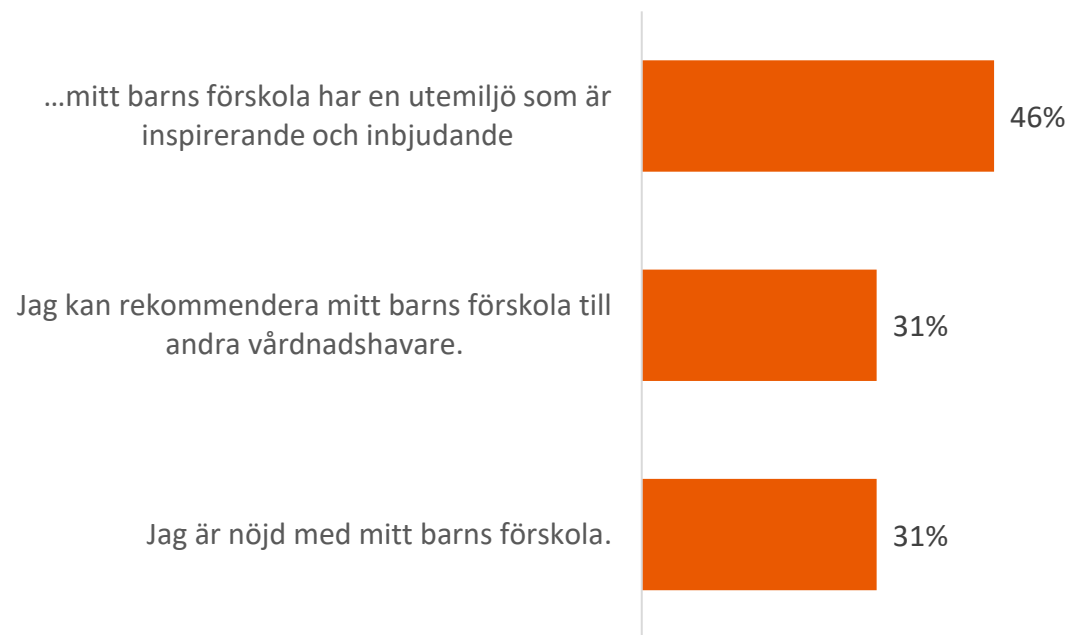 ...mitt barns förskola har en utemiljö som är
inspirerande och inbjudande
46%
Jag kan rekommendera mitt barns förskola till
andra vårdnadshavare.
31%
Jag är nöjd med mitt barns förskola.
31%